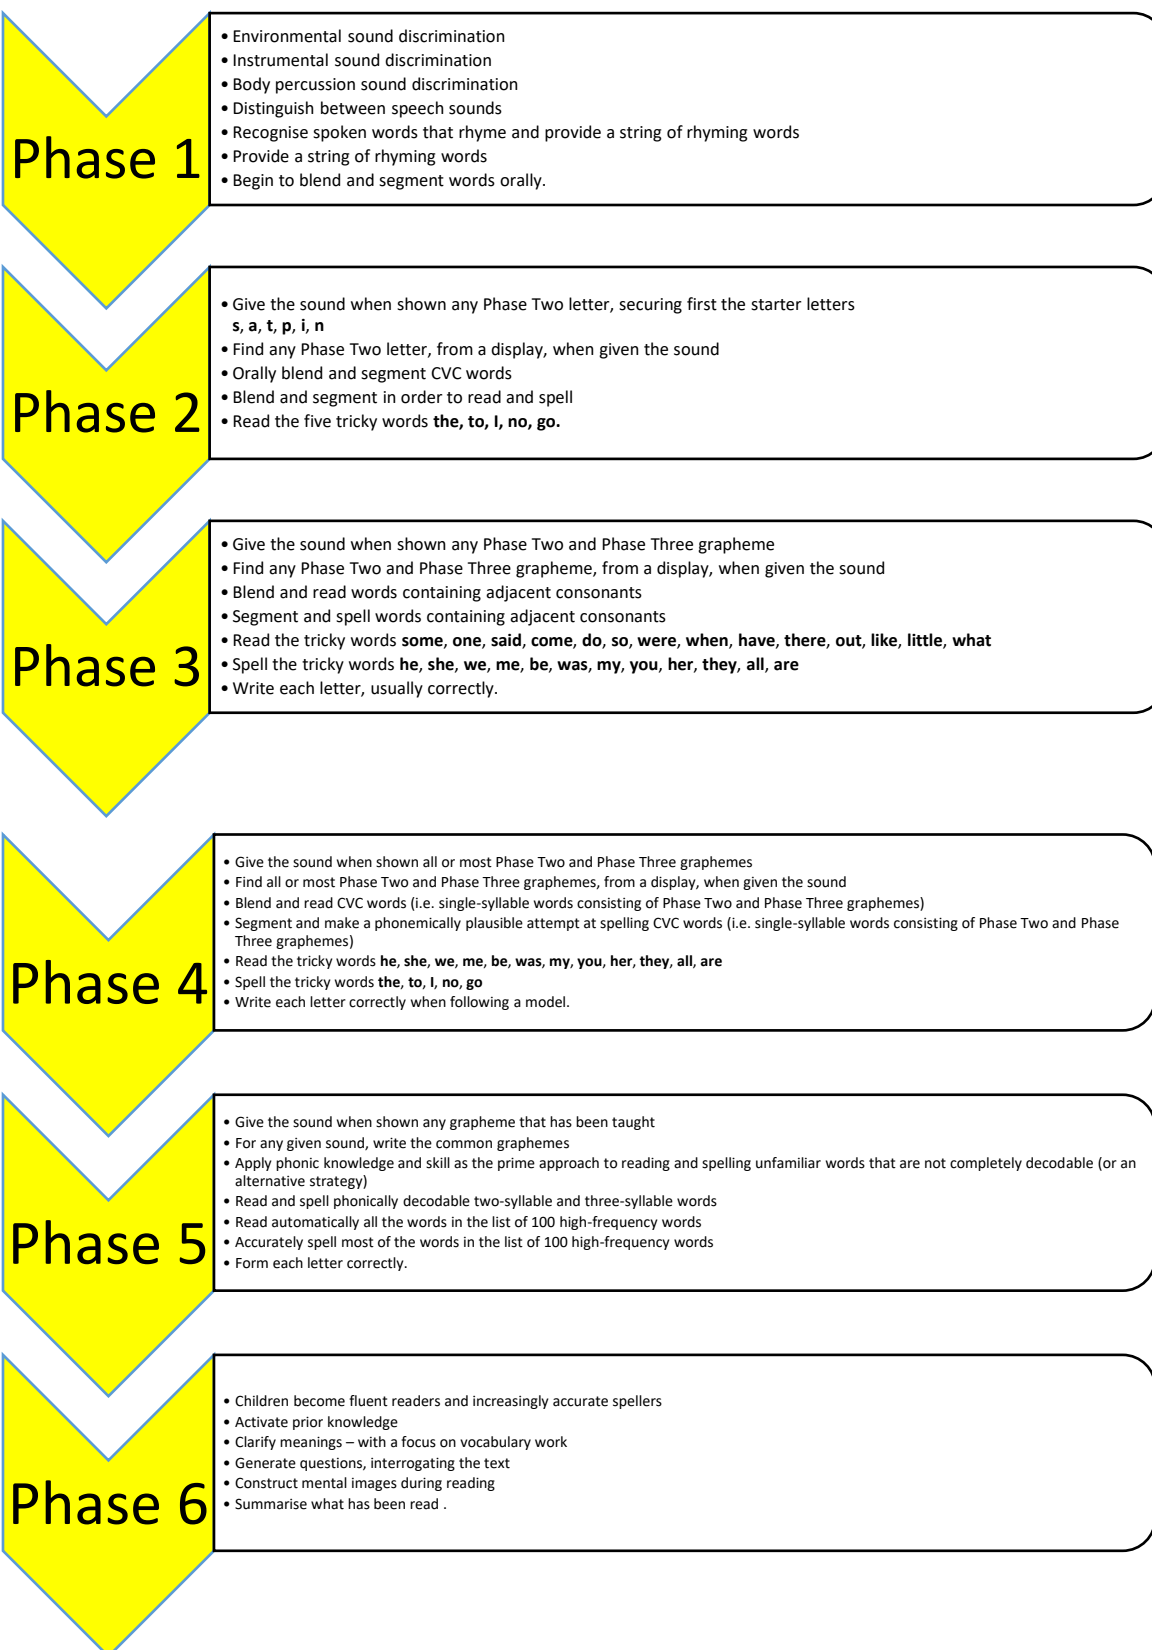 Phase 1
• Environmental sound discrimination
• Instrumental sound discrimination
• Body percussion sound discrimination
• Distinguish between speech sounds
• Recognise spoken words that rhyme and provide a string of rhyming words
• Provide a string of rhyming words
• Begin to blend and segment words orally.
Phase 2
• Give the sound when shown any Phase Two letter, securing first the starter letters
s, a, t, p, i, n
• Find any Phase Two letter, from a display, when given the sound
• Orally blend and segment CVC words
• Blend and segment in order to read and spell
• Read the five tricky words the, to, I, no, go.
Phase 3
• Give the sound when shown any Phase Two and Phase Three grapheme
• Find any Phase Two and Phase Three grapheme, from a display, when given the sound
• Blend and read words containing adjacent consonants
• Segment and spell words containing adjacent consonants
• Read the tricky words some, one, said, come, do, so, were, when, have, there, out, like, little, what
• Spell the tricky words he, she, we, me, be, was, my, you, her, they, all, are
• Write each letter, usually correctly.
Phase 4
• Give the sound when shown all or most Phase Two and Phase Three graphemes
• Find all or most Phase Two and Phase Three graphemes, from a display, when given the sound
• Blend and read CVC words (i.e. single-syllable words consisting of Phase Two and Phase Three graphemes)
• Segment and make a phonemically plausible attempt at spelling CVC words (i.e. single-syllable words consisting of Phase Two and Phase
Three graphemes)
• Read the tricky words he, she, we, me, be, was, my, you, her, they, all, are
• Spell the tricky words the, to, I, no, go
• Write each letter correctly when following a model.
Phase 5
• Give the sound when shown any grapheme that has been taught
• For any given sound, write the common graphemes
• Apply phonic knowledge and skill as the prime approach to reading and spelling unfamiliar words that are not completely decodable (or an
alternative strategy)
• Read and spell phonically decodable two-syllable and three-syllable words
• Read automatically all the words in the list of 100 high-frequency words
• Accurately spell most of the words in the list of 100 high-frequency words
• Form each letter correctly.
Phase 6
• Children become fluent readers and increasingly accurate spellers
• Activate prior knowledge
• Clarify meanings – with a focus on vocabulary work
• Generate questions, interrogating the text
• Construct mental images during reading
• Summarise what has been read .